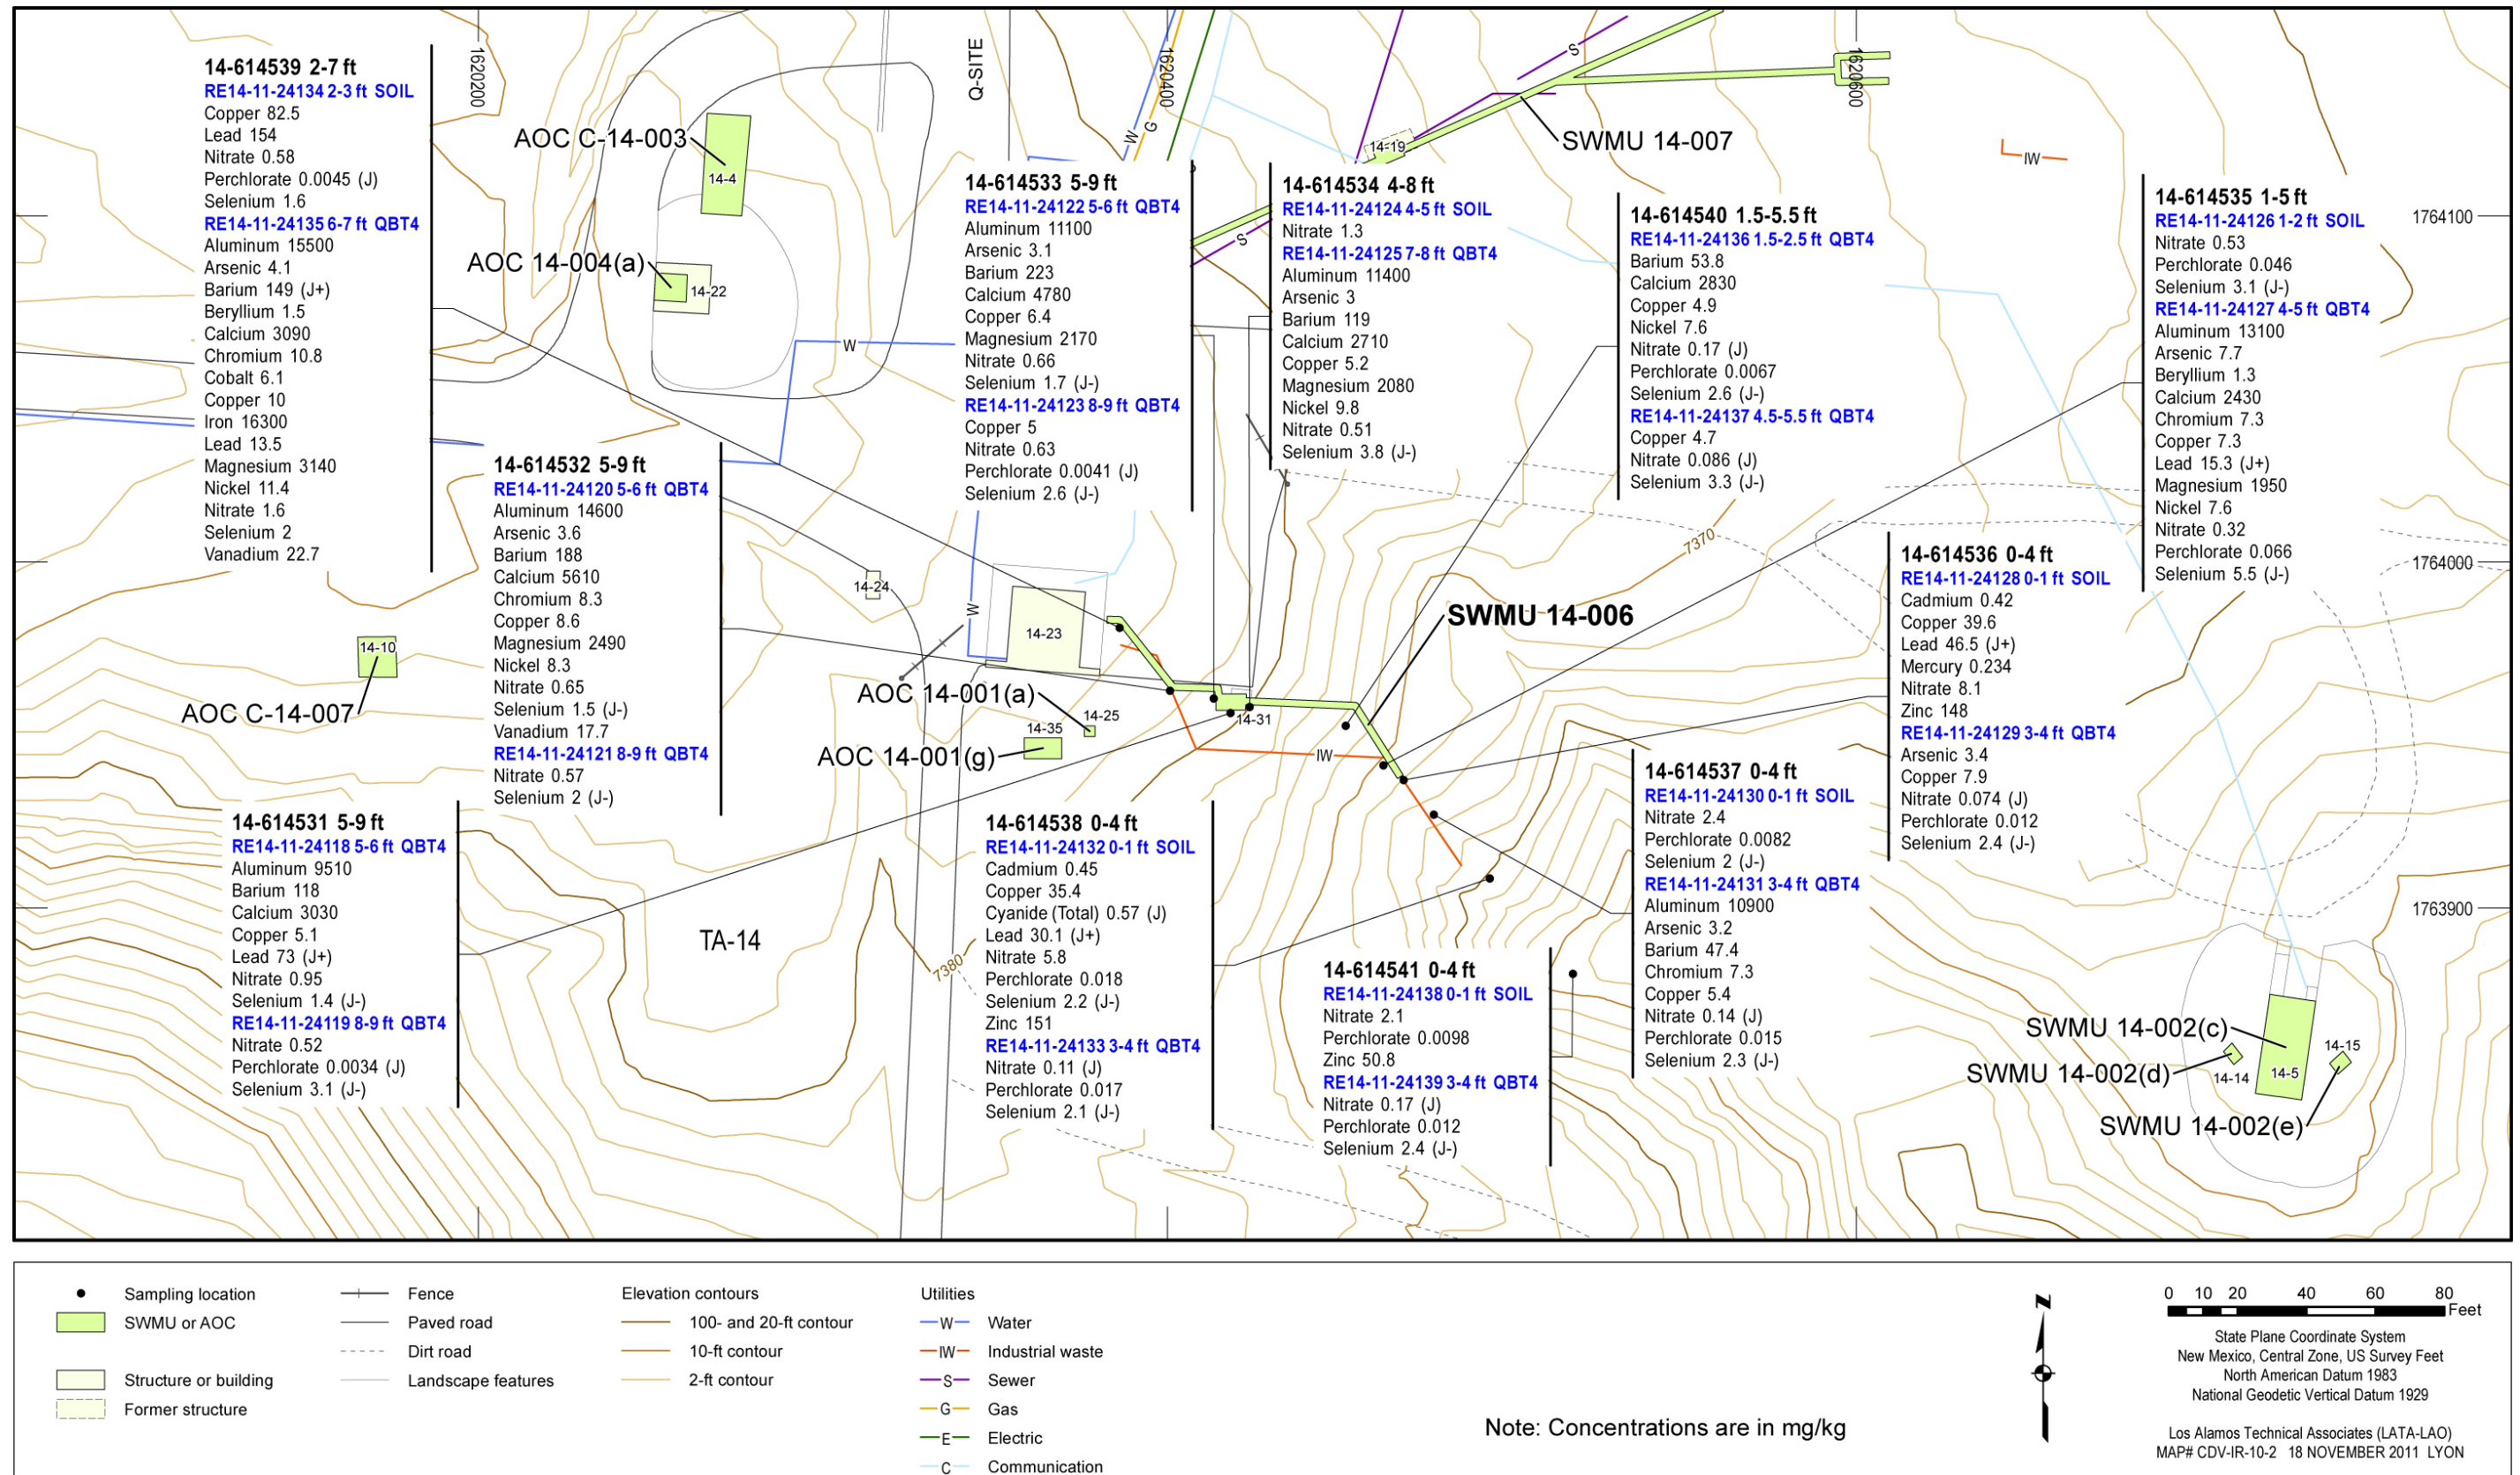 14-614539 2-7 ft
RE14-11-24134 2-3 ft SOIL
Copper 82.5
Lead 154
Nitrate 0.58
Perchlorate 0.0045 (J)
Selenium 1.6
RE14-11-24135 6-7 ft QBT4
Aluminum 15500
Arsenic 4.1
Barium 149 (J+)
Beryllium 1.5
Calcium 3090
Chromium 10.8
Cobalt 6.1
Copper 10
Iron 16300
Lead 13.5
Magnesium 3140
Nickel 11.4
Nitrate 1.6
Selenium 2
Vanadium 22.7
1620200
AOC C-14-003
14-4
AOC 14-004(a)
14-22
W
Q-SITE
1620400
W
G
S
14-614533 5-9 ft
RE14-11-24122 5-6 ft QBT4
Aluminum 11100
Arsenic 3.1
Barium 223
Calcium 4780
Copper 6.4
Magnesium 2170
Nitrate 0.66
Selenium 1.7 (J-)
RE14-11-24123 8-9 ft QBT4
Copper 5
Nitrate 0.63
Perchlorate 0.0041 (J)
Selenium 2.6 (J-)
14-614534 4-8 ft
RE14-11-24124 4-5 ft SOIL
Nitrate 1.3
RE14-11-24125 7-8 ft QBT4
Aluminum 11400
Arsenic 3
Barium 119
Calcium 2710
Copper 5.2
Magnesium 2080
Nickel 9.8
Nitrate 0.51
Selenium 3.8 (J-)
S
14-19
SWMU 14-007
1620600
IW
14-614540 1.5-5.5 ft
RE14-11-24136 1.5-2.5 ft QBT4
Barium 53.8
Calcium 2830
Copper 4.9
Nickel 7.6
Nitrate 0.17 (J)
Perchlorate 0.0067
Selenium 2.6 (J-)
RE14-11-24137 4.5-5.5 ft QBT4
Copper 4.7
Nitrate 0.086 (J)
Selenium 3.3 (J-)
14-614535 1-5 ft
RE14-11-24126 1-2 ft SOIL
Nitrate 0.53
Perchlorate 0.046
Selenium 3.1 (J-)
RE14-11-24127 4-5 ft QBT4
Aluminum 13100
Arsenic 7.7
Beryllium 1.3
Calcium 2430
Chromium 7.3
Copper 7.3
Lead 15.3 (J+)
Magnesium 1950
Nickel 7.6
Nitrate 0.32
Perchlorate 0.066
Selenium 5.5 (J-)
1764100
1764000
1763900
14-614532 5-9 ft
RE14-11-24120 5-6 ft QBT4
Aluminum 14600
Arsenic 3.6
Barium 188
Calcium 5610
Chromium 8.3
Copper 8.6
Magnesium 2490
Nickel 8.3
Nitrate 0.65
Selenium 1.5 (J-)
Vanadium 17.7
RE14-11-24121 8-9 ft QBT4
Nitrate 0.57
Selenium 2 (J-)
14-10
AOC C-14-007
14-24
W
14-23
AOC 14-001(a)
14-25
14-35
AOC 14-001(g)
14-31
IW
SWMU 14-006
7370
14-614536 0-4 ft
RE14-11-24128 0-1 ft SOIL
Cadmium 0.42
Copper 39.6
Lead 46.5 (J+)
Mercury 0.234
Nitrate 8.1
Zinc 148
RE14-11-24129 3-4 ft QBT4
Arsenic 3.4
Copper 7.9
Nitrate 0.074 (J)
Perchlorate 0.012
Selenium 2.4 (J-)
14-614531 5-9 ft
RE14-11-24118 5-6 ft QBT4
Aluminum 9510
Barium 118
Calcium 3030
Copper 5.1
Lead 73 (J+)
Nitrate 0.95
Selenium 1.4 (J-)
RE14-11-24119 8-9 ft QBT4
Nitrate 0.52
Perchlorate 0.0034 (J)
Selenium 3.1 (J-)
TA-14
7380
14-614538 0-4 ft
RE14-11-24132 0-1 ft SOIL
Cadmium 0.45
Copper 35.4
Cyanide (Total) 0.57 (J)
Lead 30.1 (J+)
Nitrate 5.8
Perchlorate 0.018
Selenium 2.2 (J-)
Zinc 151
RE14-11-24133 3-4 ft QBT4
Nitrate 0.11 (J)
Perchlorate 0.017
Selenium 2.1 (J-)
14-614541 0-4 ft
RE14-11-24138 0-1 ft SOIL
Nitrate 2.1
Perchlorate 0.0098
Zinc 50.8
RE14-11-24139 3-4 ft QBT4
Nitrate 0.17 (J)
Perchlorate 0.012
Selenium 2.4 (J-)
14-614537 0-4 ft
RE14-11-24130 0-1 ft SOIL
Nitrate 2.4
Perchlorate 0.0082
Selenium 2 (J-)
RE14-11-24131 3-4 ft QBT4
Aluminum 10900
Arsenic 3.2
Barium 47.4
Chromium 7.3
Copper 5.4
Nitrate 0.14 (J)
Perchlorate 0.015
Selenium 2.3 (J-)
SWMU 14-002(c)
SWMU 14-002(d)
SWMU 14-002(e)
14-14
14-5
14-15
Sampling location
SWMU or AOC
Structure or building
Former structure
Fence
Paved road
Dirt road
Landscape features
Elevation contours
100- and 20-ft contour
10-ft contour
2-ft contour
Utilities
W Water
IW Industrial waste
S Sewer
G Gas
E Electric
C Communication
Note: Concentrations are in mg/kg
N
0 10 20 40 60 80
Feet
State Plane Coordinate System
New Mexico, Central Zone, US Survey Feet
North American Datum 1983
National Geodetic Vertical Datum 1929
Los Alamos Technical Associates (LATA-LAO)
MAP# CDV-IR-10-2 18 NOVEMBER 2011 LYON